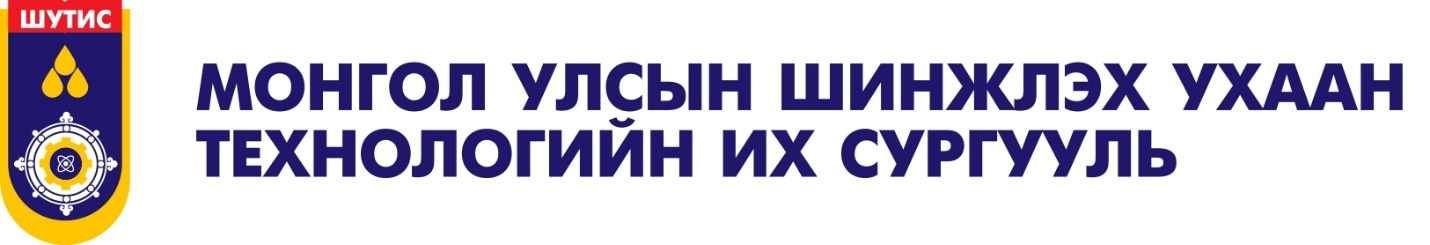 ШУТИС
МОНГОЛ УЛСЫН ШИНЖЛЭХ УХААН
ТЕХНОЛОГИЙН ИХ СУРГУУЛЬ